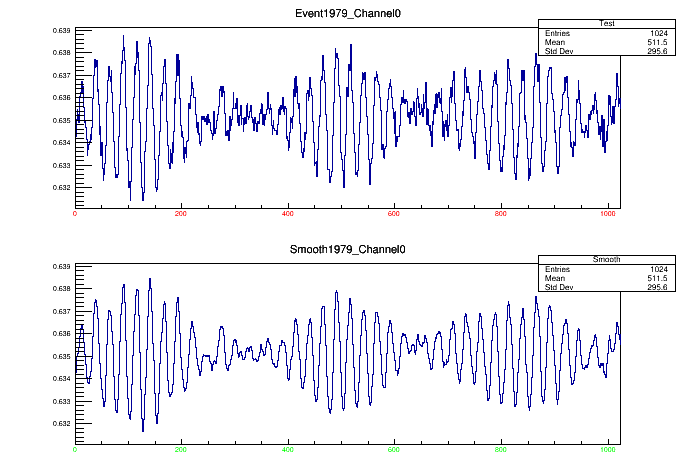 Event1979_Channel0
Test
Entries 1024
Mean 511.5
Std Dev 295.6
0.639
0.638
0.637
0.636
0.635
0.634
0.633
0.632
0 200 400 600 800 1000
Smooth1979_Channel0
Smooth
Entries 1024
Mean 511.5
Std Dev 295.6
0.639
0.638
0.637
0.636
0.635
0.634
0.633
0.632
0 200 400 600 800 1000